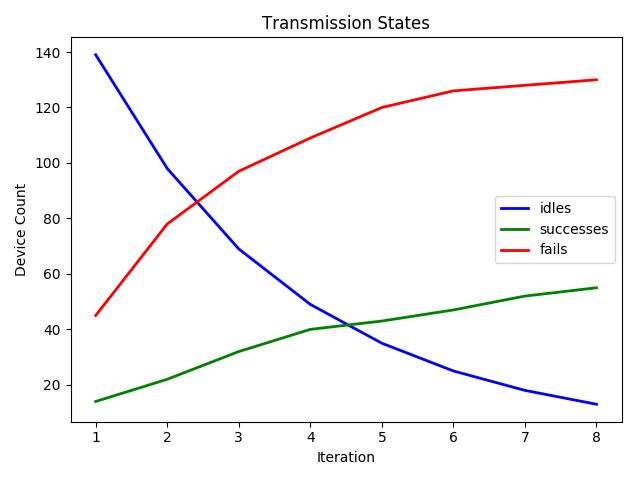 Transmission States
140
120
100
80
60
40
20
Device Count
idles
successes
fails
1 2 3 4 5 6 7 8
Iteration